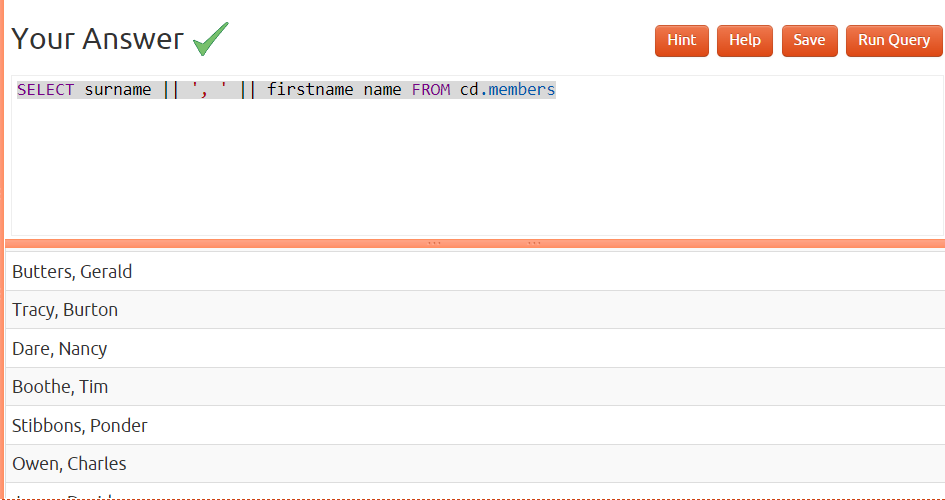 Your Answer
Hint Help Save Run Query
SELECT surname || ', ' || firstname name FROM cd.members
Butters, Gerald
Tracy, Burton
Dare, Nancy
Boothe, Tim
Stibbons, Ponder
Owen, Charles